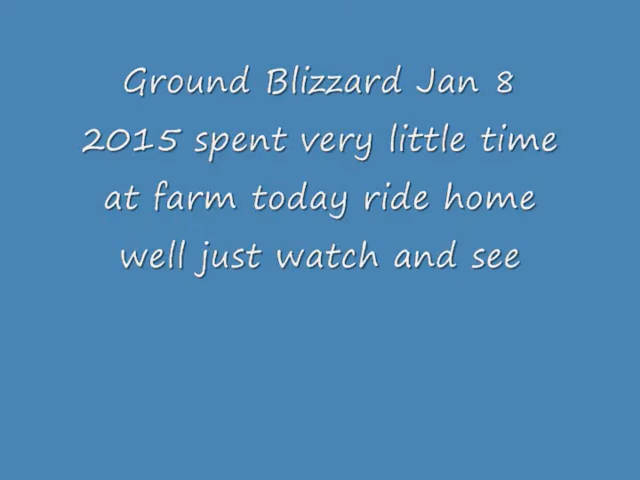 Ground Blizzard Jan 8
2015 spent very little time
at farm today ride home
well just watch and see